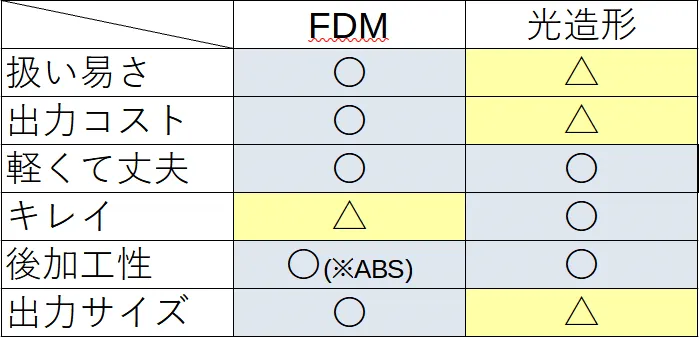 FDM 光造形
扱い易さ ○ △
出力コスト ○ △
軽くて丈夫 ○ ○
キレイ △ ○
後加工性 ○(※ABS) ○
出力サイズ ○ △